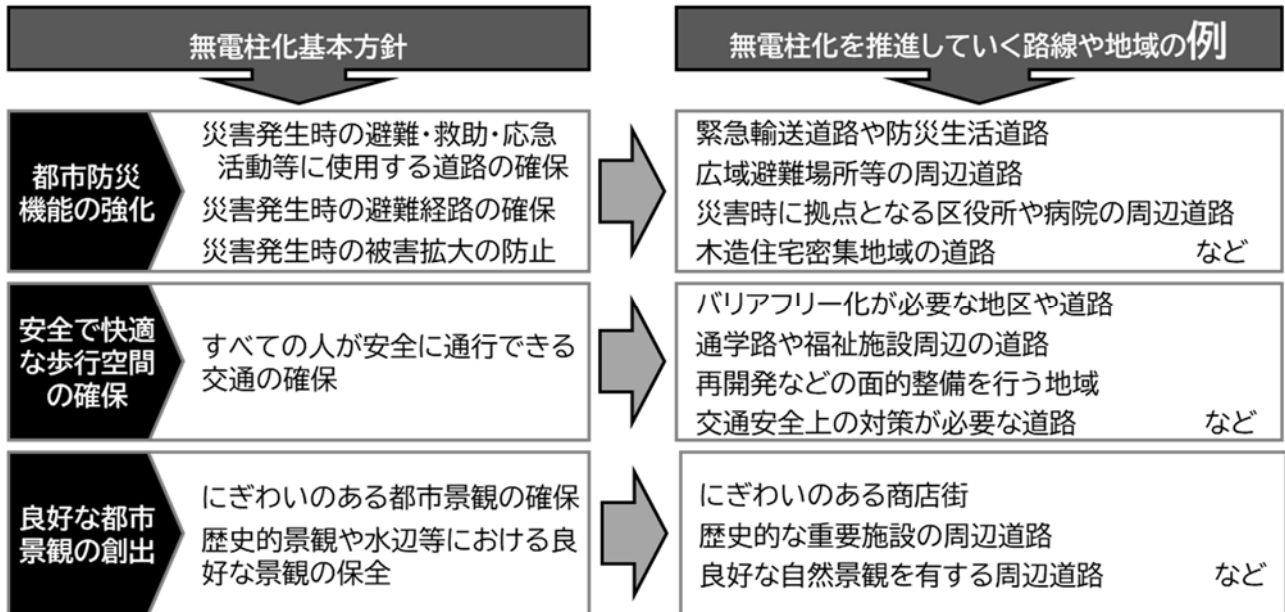 無電柱化基本方針
無電柱化を推進していく路線や地域の例
都市防災
機能の強化
災害発生時の避難・救助・応急
活動等に使用する道路の確保
災害発生時の避難経路の確保
災害発生時の被害拡大の防止
緊急輸送道路や防災生活道路
広域避難場所等の周辺道路
災害時に拠点となる区役所や病院の周辺道路
木造住宅密集地域の道路 など
安全で快適
な歩行空間
の確保
すべての人が安全に通行できる
交通の確保
バリアフリー化が必要な地区や道路
通学路や福祉施設周辺の道路
再開発などの面的整備を行う地域
交通安全上の対策が必要な道路 など
良好な都市
景観の創出
にぎわいのある都市景観の確保
歴史的景観や水辺等における良
好な景観の保全
にぎわいのある商店街
歴史的な重要施設の周辺道路
良好な自然景観を有する周辺道路 など